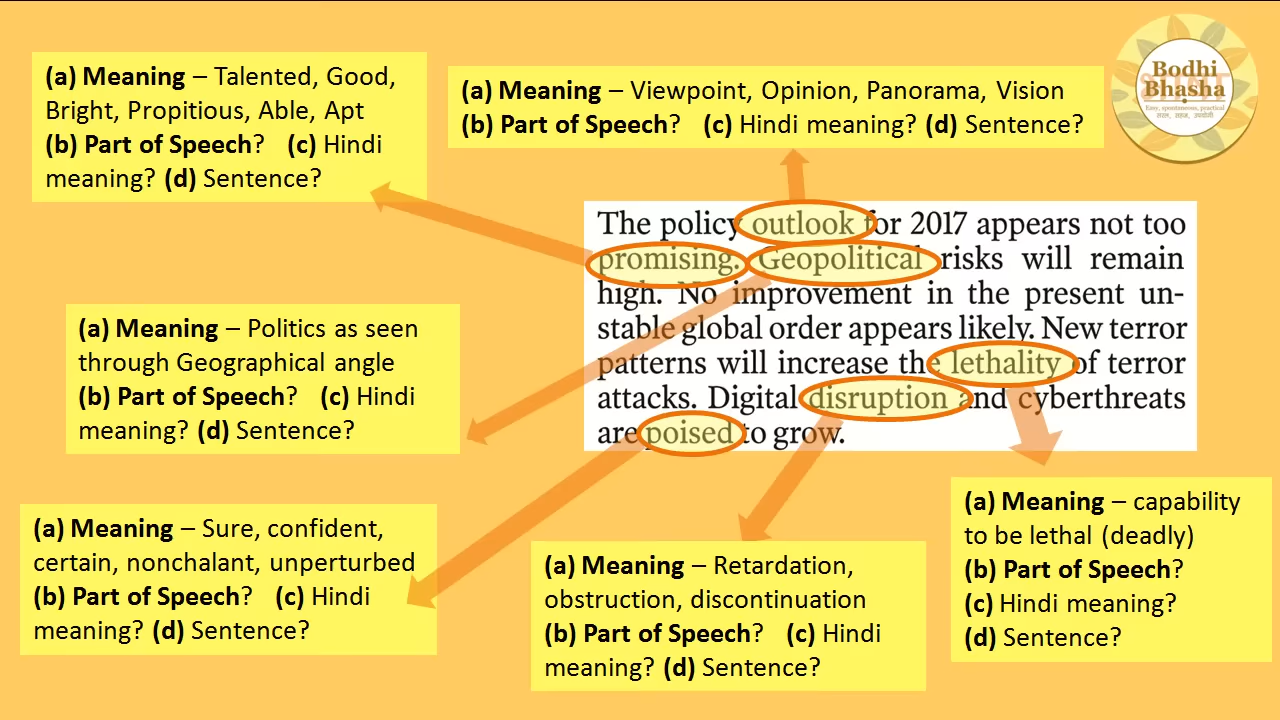 (a) Meaning – Talented, Good,
Bright, Propitious, Able, Apt
(b) Part of Speech? (c) Hindi
meaning? (d) Sentence?
(a) Meaning – Viewpoint, Opinion, Panorama, Vision
(b) Part of Speech? (c) Hindi meaning? (d) Sentence?
Bodhi
Bhasha
Easy, spontaneous, practical
सरल, सहज, उपयोगी
The policy outlook for 2017 appears not too
promising. Geopolitical risks will remain
high. No improvement in the present un-
stable global order appears likely. New terror
patterns will increase the lethality of terror
attacks. Digital disruption and cyberthreats
are poised to grow.
(a) Meaning – Politics as seen
through Geographical angle
(b) Part of Speech? (c) Hindi
meaning? (d) Sentence?
(a) Meaning – Sure, confident,
certain, nonchalant, unperturbed
(b) Part of Speech? (c) Hindi
meaning? (d) Sentence?
(a) Meaning – Retardation,
obstruction, discontinuation
(b) Part of Speech? (c) Hindi
meaning? (d) Sentence?
(a) Meaning – capability
to be lethal (deadly)
(b) Part of Speech?
(c) Hindi meaning?
(d) Sentence?